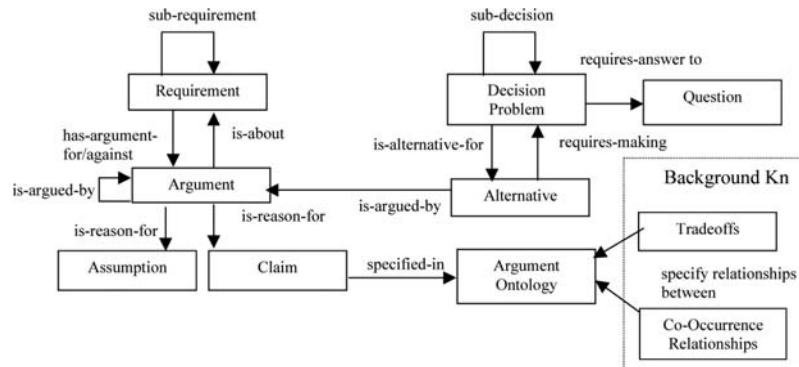 sub-requirement
sub-decision
requires-answer to
Requirement
Decision
Problem
Question
has-argument-
for/against
is-about
is-alternative-for
requires-making
is-argued-by
Argument
Alternative
Background Kn
is-reason-for
is-reason-for
is-argued-by
Tradeoffs
Assumption
Claim
specified-in
Argument
Ontology
specify relationships
between
Co-Occurrence
Relationships